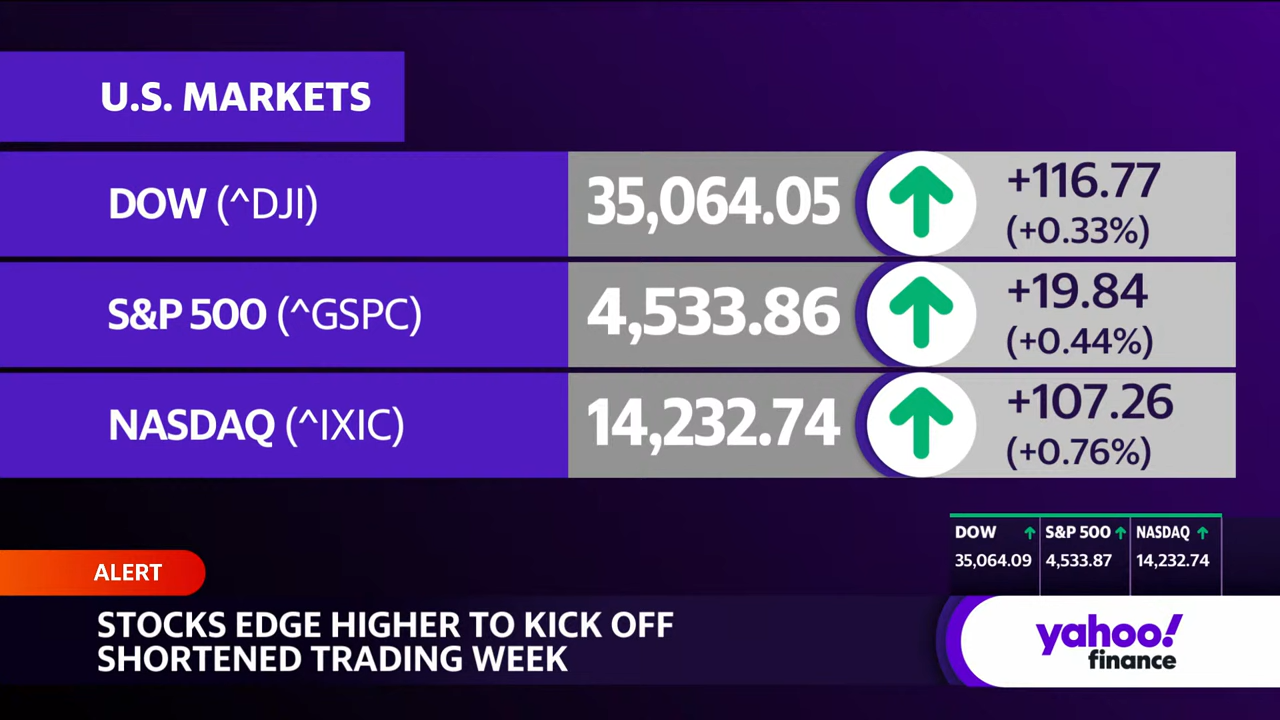 U.S. MARKETS
DOW (^DJI) 35,064.05 +116.77
(+0.33%)
S&P 500 (^GSPC) 4,533.86 +19.84
(+0.44%)
NASDAQ (^IXIC) 14,232.74 +107.26
(+0.76%)
DOW S&P 500 NASDAQ
35,064.09 4,533.87 14,232.74
ALERT
STOCKS EDGE HIGHER TO KICK OFF
SHORTENED TRADING WEEK
yahoo!
finance